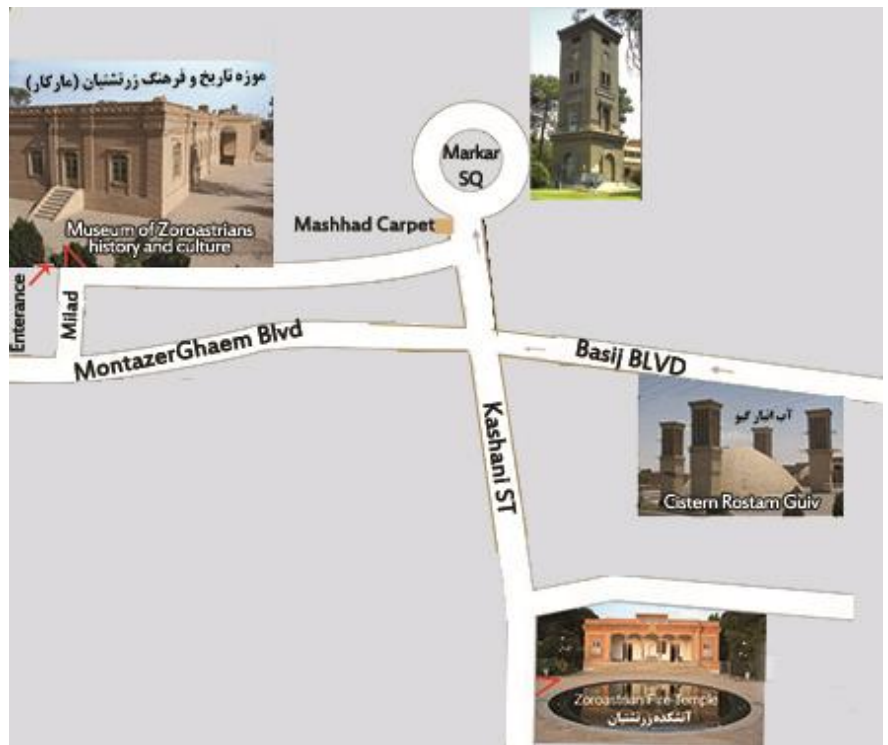 موزه تاریخ و فرهنگ زرتشتیان (مارکار)
Museum of Zoroastrians
history and culture
Markar
SQ
Mashhad Carpet
Enterance
Milad
MontazerGhaem Blvd
Basij BLVD
Kashani ST
آب انبار گیو
Cistern Rostam Guiv
Zoroastrian Fire Temple
آتشکده زرتشتیان